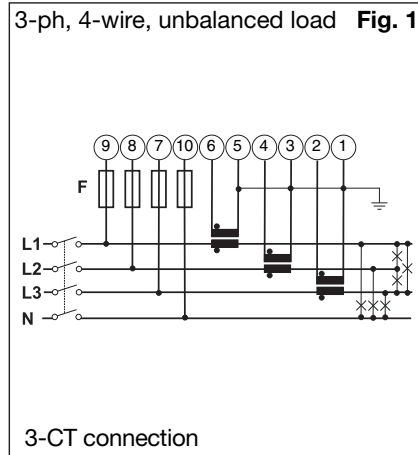 3-ph, 4-wire, unbalanced load Fig. 1
9 8 7 10 6 5 4 3 2 1
F
L1
L2
L3
N
3-CT connection